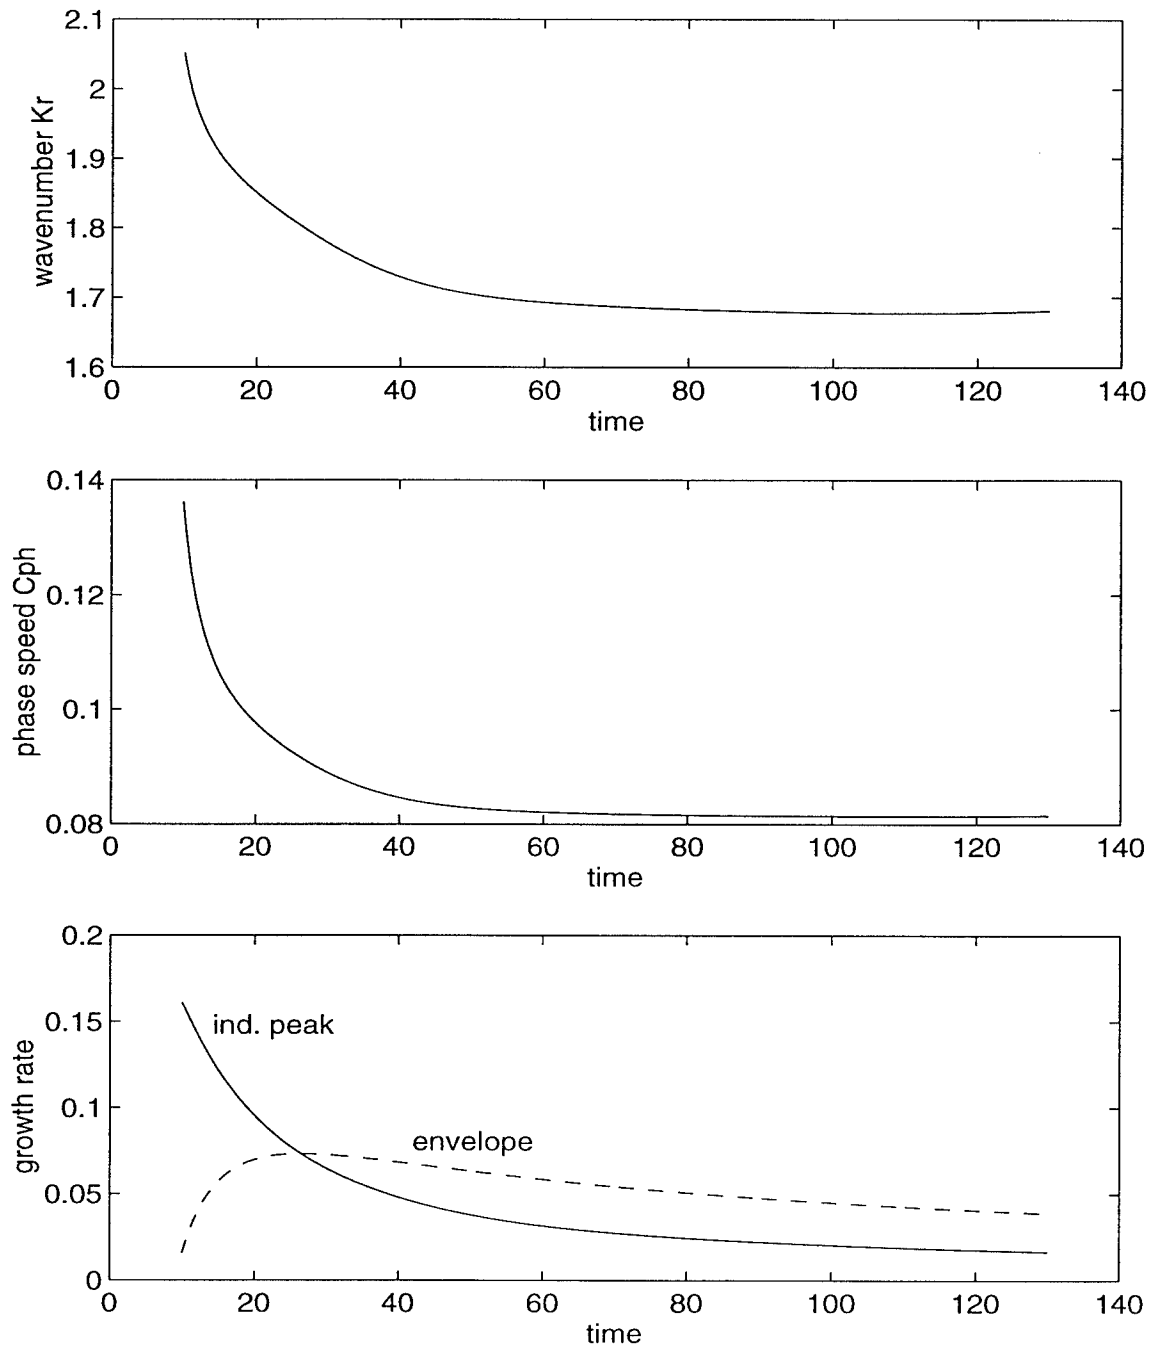 wavenumber Kr
2.1
2
1.9
1.8
1.7
1.6
0 20 40 60 80 100 120 140
time
phase speed Cph
0.14
0.12
0.1
0.08
0 20 40 60 80 100 120 140
time
growth rate
0.2
0.15
0.1
0.05
0
ind. peak
envelope
0 20 40 60 80 100 120 140
time